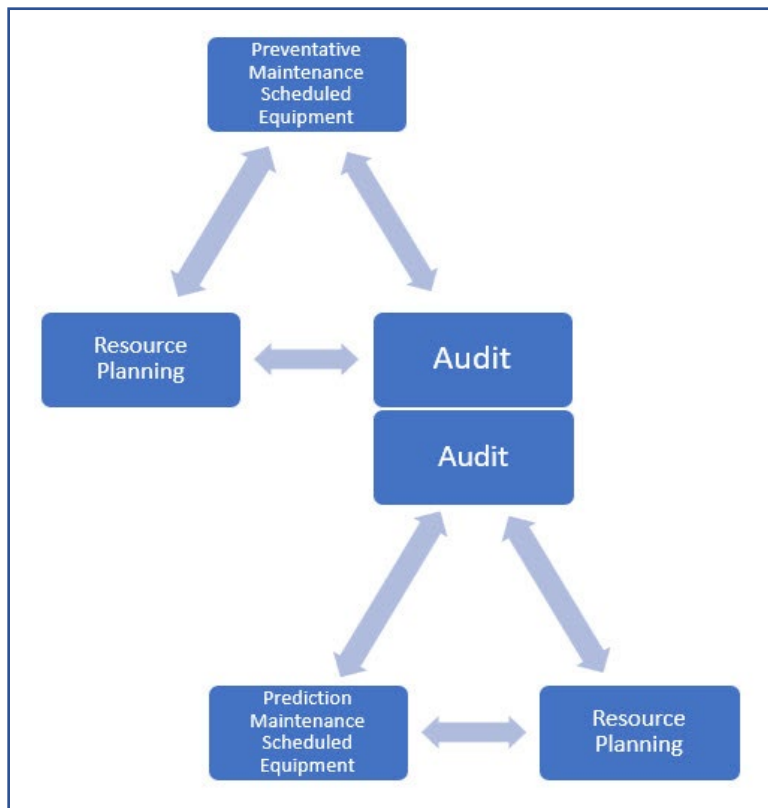 Preventative
Maintenance
Scheduled
Equipment
Resource
Planning
Audit
Audit
Prediction
Maintenance
Scheduled
Equipment
Resource
Planning